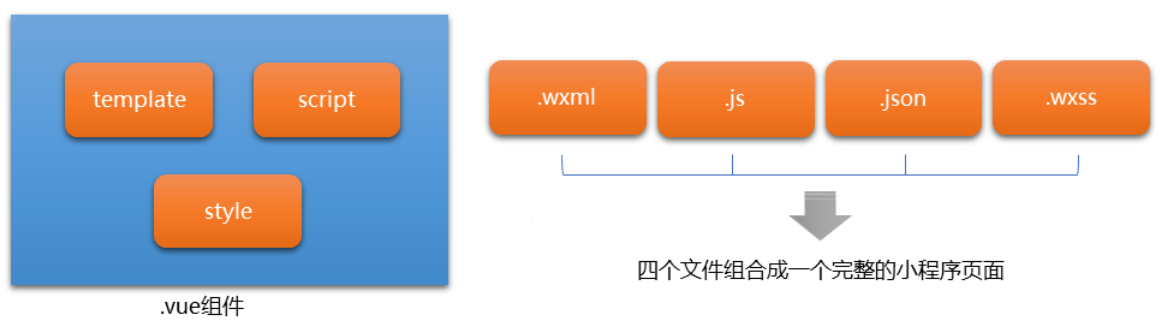 template
script
style
.vue组件
.wxml
.js
.json
.wxss
四个文件组合成一个完整的小程序页面